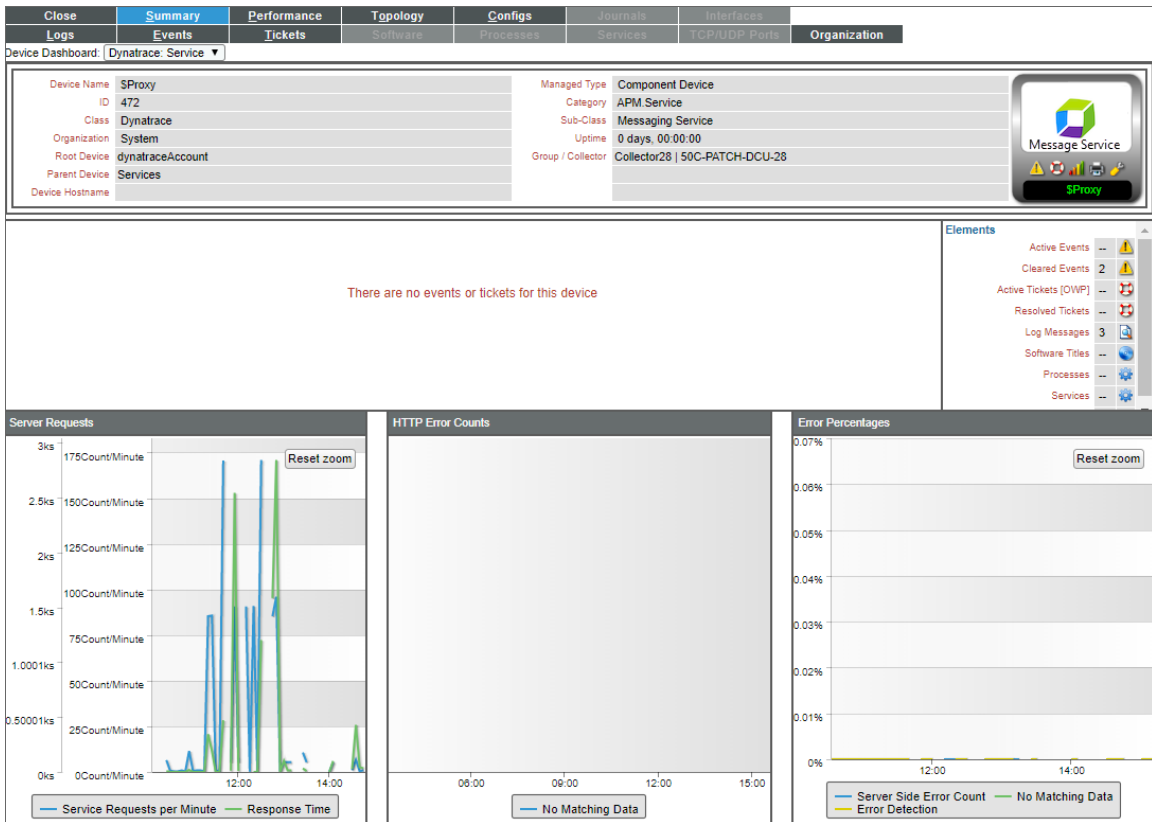 Close Summary Performance Topology Configs Journals Interfaces
Logs Events Tickets Software Processes Services TCP/UDP Ports Organization
Device Dashboard: Dynatrace: Service ▼
Device Name $Proxy Managed Type Component Device
ID 472 Category APM.Service
Class Dynatrace Sub-Class Messaging Service
Organization System Uptime 0 days, 00:00:00
Root Device dynatraceAccount Group / Collector Collector28 | 50C-PATCH-DCU-28
Parent Device Services
Device Hostname
Message Service
$Proxy
There are no events or tickets for this device
Elements
Active Events --
Cleared Events 2
Active Tickets [OWP] --
Resolved Tickets --
Log Messages 3
Software Titles --
Processes --
Services --
Server Requests
3ks
2.5ks
2ks
1.5ks
1.0001ks
0.50001ks
0ks
175Count/Minute
150Count/Minute
125Count/Minute
100Count/Minute
75Count/Minute
50Count/Minute
25Count/Minute
0Count/Minute
Reset zoom
12:00 14:00
Service Requests per Minute Response Time
HTTP Error Counts
06:00 09:00 12:00 15:00
No Matching Data
Error Percentages
0.07%
0.06%
0.05%
0.04%
0.03%
0.02%
0.01%
0%
Reset zoom
12:00 14:00
Server Side Error Count No Matching Data
Error Detection